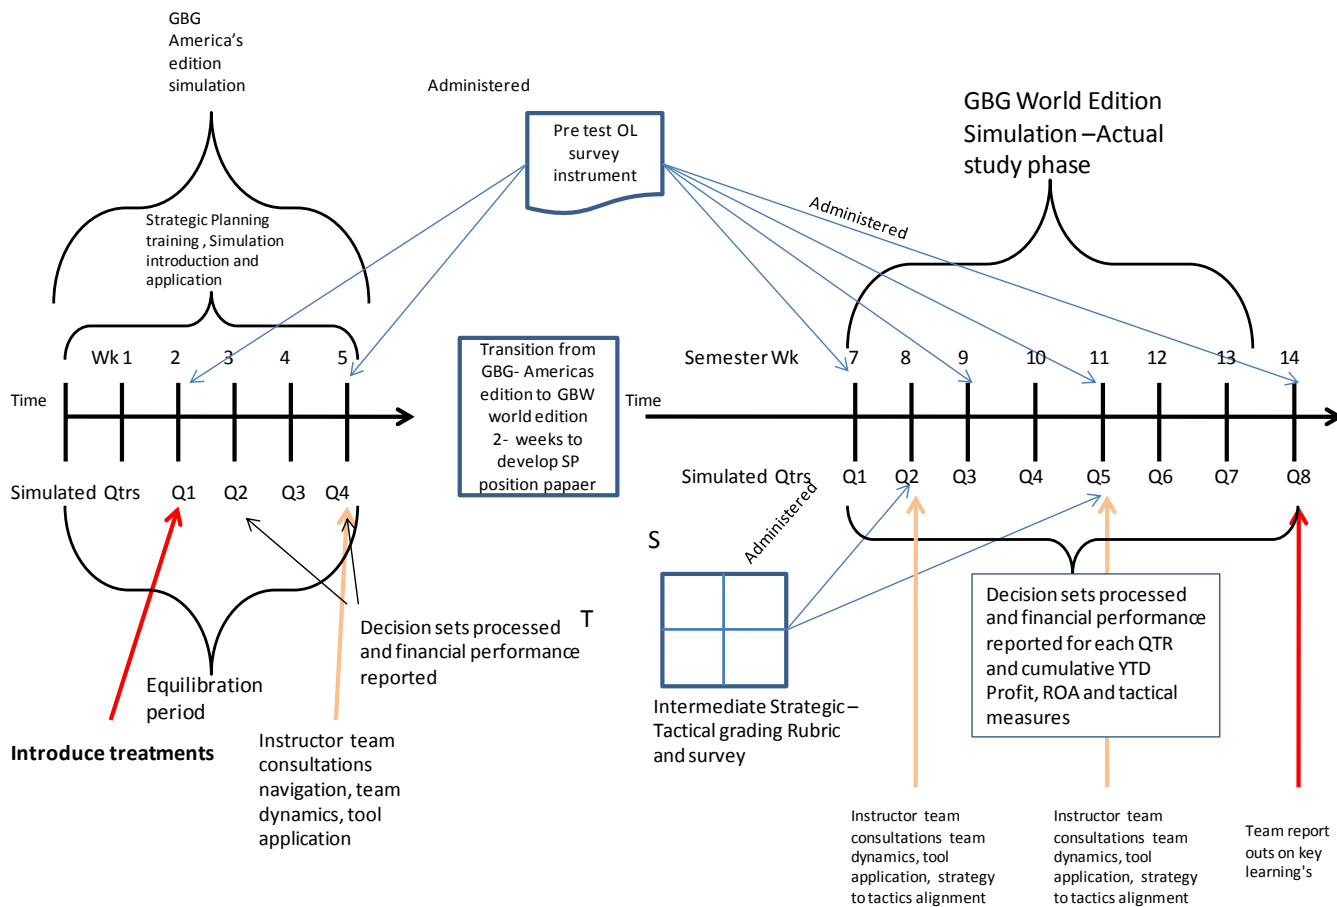 GBG
America’s
edition
simulation
Administered
Pre test OL
survey
instrument
GBG World Edition
Simulation –Actual
study phase
Administered
Strategic Planning
training , Simulation
introduction and
application
Wk 1 2 3 4 5
Time
Simulated Qtrs Q1 Q2 Q3 Q4
Transition from
GBG- Americas
edition to GBW
world edition
2- weeks to
develop SP
position papaer
Semester Wk 7 8 9 10 11 12 13 14
Time
Simulated Qtrs Q1 Q2 Q3 Q4 Q5 Q6 Q7 Q8
Administered
S
T
Decision sets processed
and financial performance
reported
Equilibration
period
Introduce treatments
Instructor team
consultations
navigation, team
dynamics, tool
application
Intermediate Strategic –
Tactical grading Rubric
and survey
Decision sets processed
and financial performance
reported for each QTR
and cumulative YTD
Profit, ROA and tactical
measures
Instructor team
consultations team
dynamics, tool
application, strategy
to tactics alignment
Instructor team
consultations team
dynamics, tool
application, strategy
to tactics alignment
Team report
outs on key
learning's